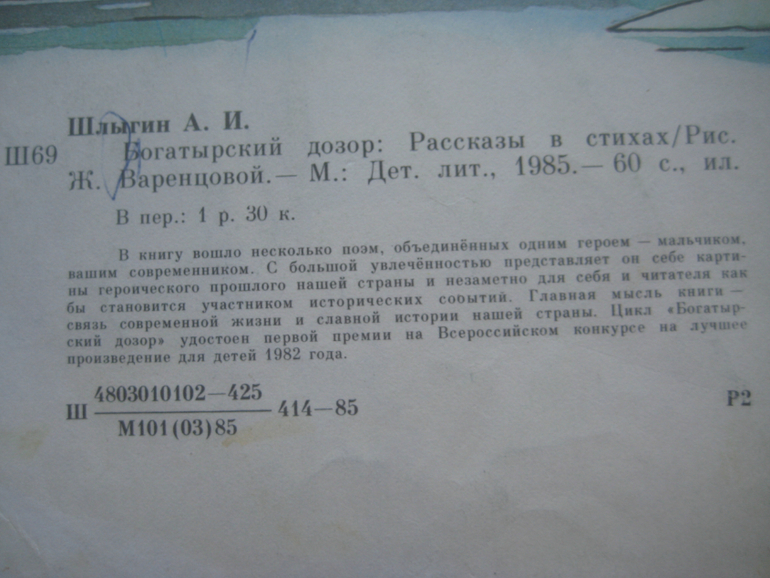 Шлыгин А. И.
Ш69 Богатырский дозор: Рассказы в стихах/Рис.
Ж. Варенцовой.— М.: Дет. лит., 1985.— 60 с., ил.
В пер.: 1 р. 30 к.
В книгу вошло несколько поэм, объединённых одним героем — мальчиком,
вашим современником. С большой увлечённостью представляет он себе карти-
ны героического прошлого нашей страны и незаметно для себя и читателя как
бы становится участником исторических событий. Главная мысль книги —
связь современной жизни и славной истории нашей страны. Цикл «Богатыр-
ский дозор» удостоен первой премии на Всероссийском конкурсе на лучшее
произведение для детей 1982 года.
4803010102—425
Ш 414—85 Р2
М101(03)85